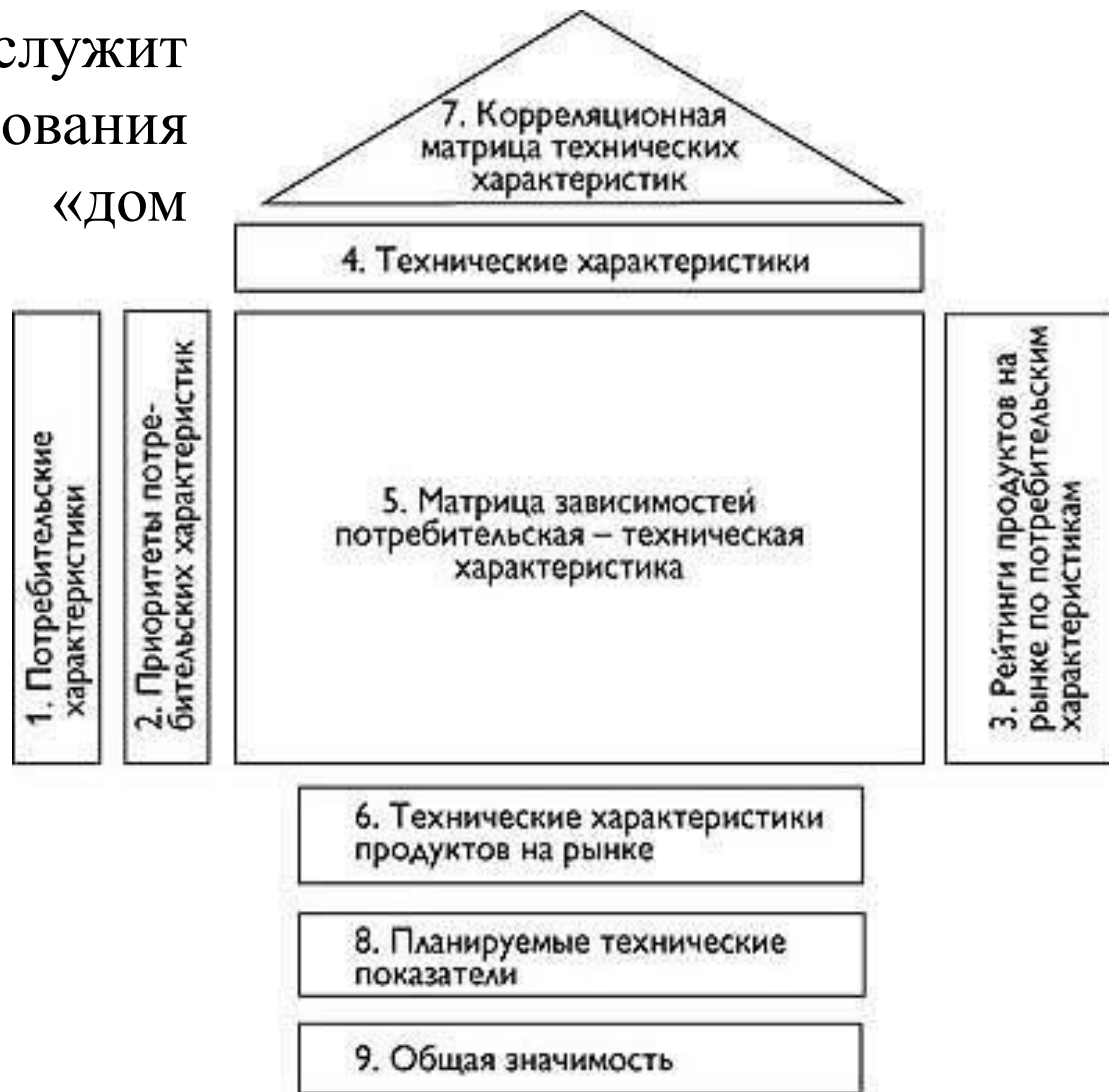 служит
ования
«дом
7. Корреляционная
матрица технических
характеристик
4. Технические характеристики
1. Потребительские
характеристики
2. Приоритеты потре-
бительских характеристик
5. Матрица зависимостей
потребительская – техническая
характеристика
3. Рейтинги продуктов на
рынке по потребительским
характеристикам
6. Технические характеристики
продуктов на рынке
8. Планируемые технические
показатели
9. Общая значимость